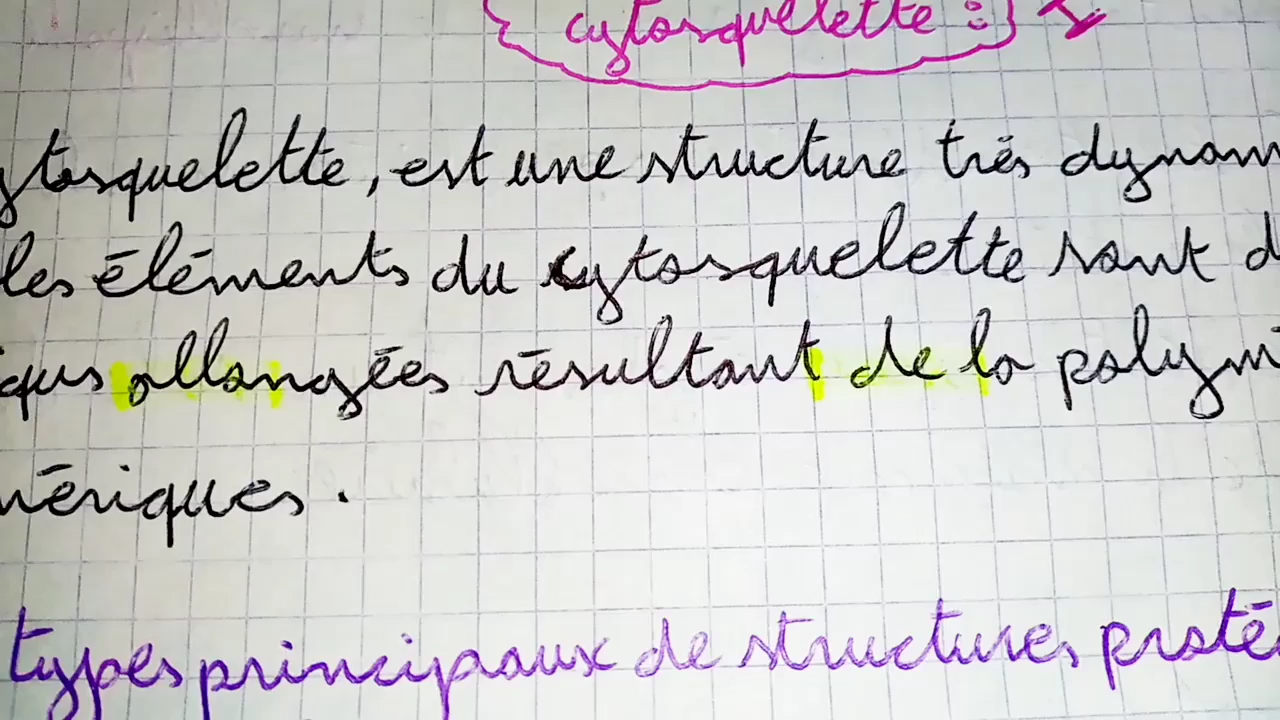 cytosquelette :
ytosquelette, est une structure très dynam
les éléments du cytosquelette sont d
ques allongées résultant de la polym
nériques.
types principaux de structures proté